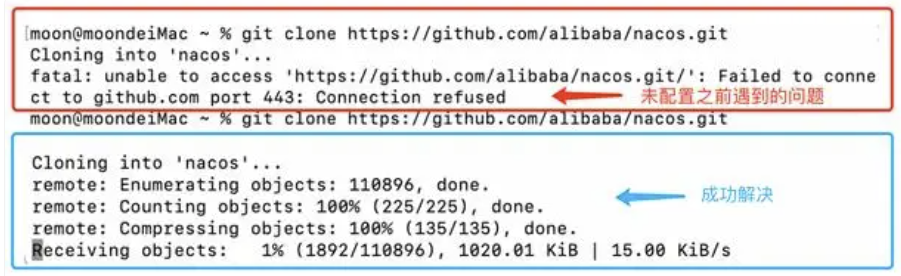 [moon@moondeiMac ~ % git clone https://github.com/alibaba/nacos.git
Cloning into 'nacos'...
fatal: unable to access 'https://github.com/alibaba/nacos.git/': Failed to conne
ct to github.com port 443: Connection refused
未配置之前遇到的问题
moon@moondeiMac ~ % git clone https://github.com/alibaba/nacos.git
Cloning into 'nacos'...
remote: Enumerating objects: 110896, done.
remote: Counting objects: 100% (225/225), done.
成功解决
remote: Compressing objects: 100% (135/135), done.
Receiving objects:   1% (1892/110896), 1020.01 KiB | 15.00 KiB/s